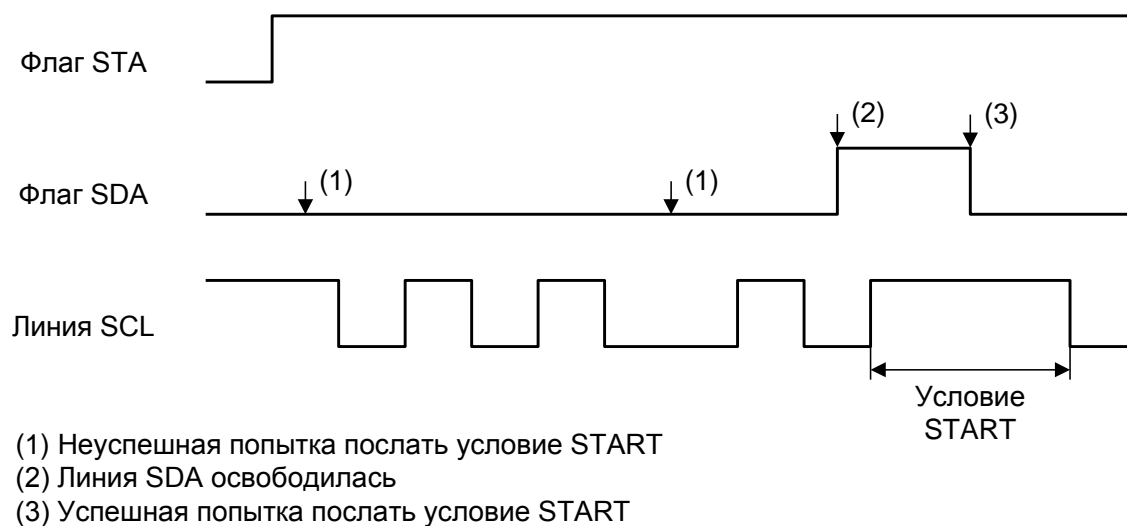 Флаг STA
(2)
(3)
(1)
(1)
Флаг SDA
Линия SCL
Условие
START
(1) Неуспешная попытка послать условие START
(2) Линия SDA освободилась
(3) Успешная попытка послать условие START